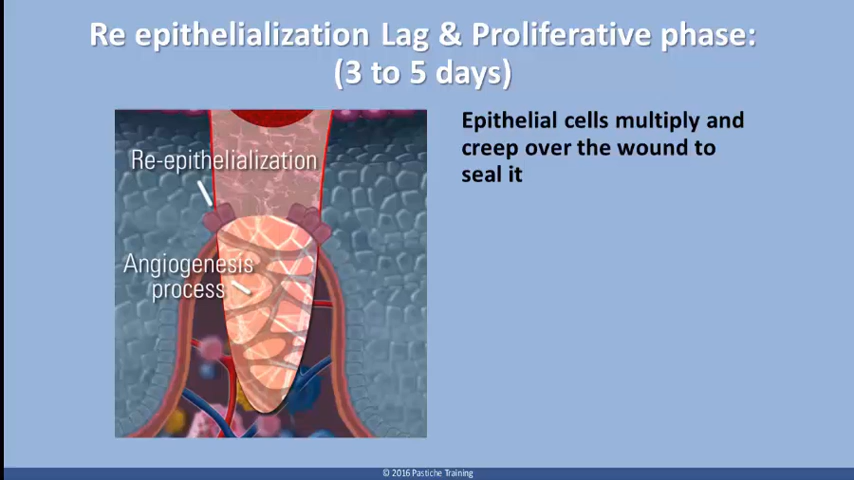 Re epithelialization Lag & Proliferative phase:
(3 to 5 days)
Re-epithelialization
Angiogenesis
process
Epithelial cells multiply and
creep over the wound to
seal it
© 2016 Pastiche Training